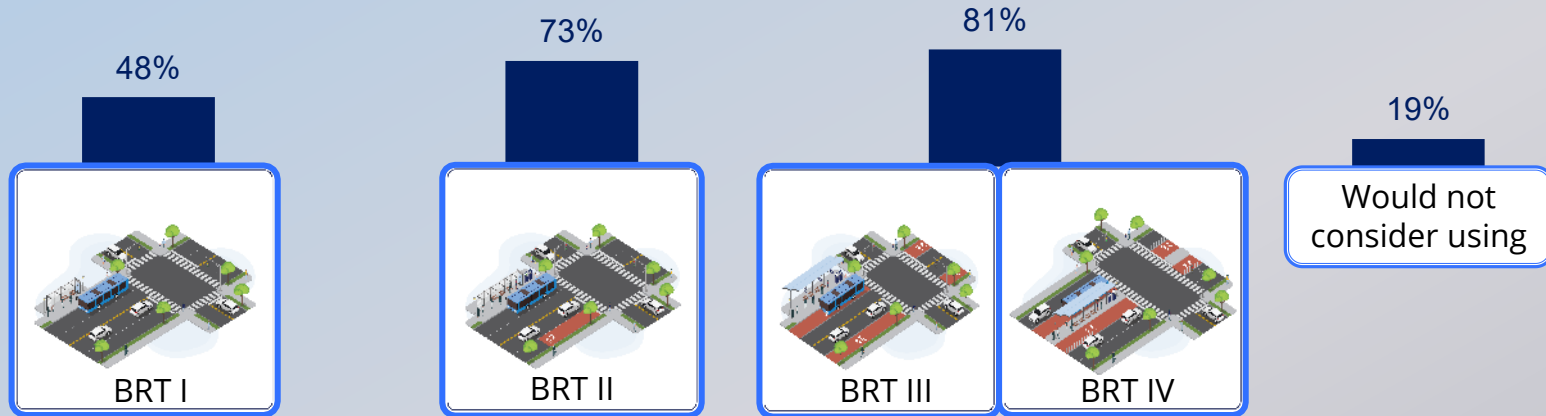 48%
73%
81%
19%
BRT I
BRT II
BRT III
BRT IV
Would not
consider using